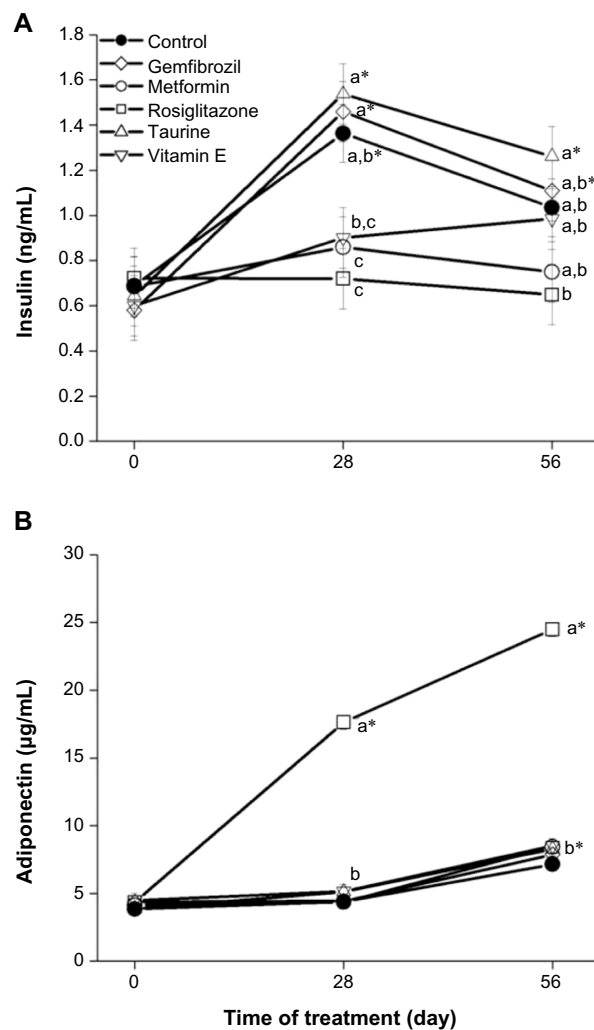 A
Control
Gemfibrozil
Metformin
Rosiglitazone
Taurine
Vitamin E
Insulin (ng/mL)
1.8
1.6
1.4
1.2
1.0
0.8
0.6
0.4
0.2
0.0
a*
a*
a,b*
b,c
c
c
a*
a,b*
a,b
a,b
a,b
b
0
28
56
B
Adiponectin (µg/mL)
30
25
20
15
10
5
0
a*
b
a*
b*
0
28
56
Time of treatment (day)